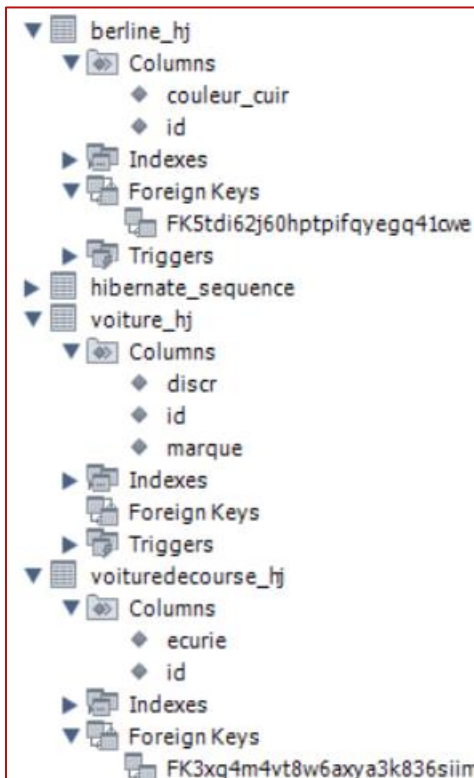 berline_hj
Columns
couleur_cuir
id
Indexes
Foreign Keys
FK5tdi62j60hptpifqyegq41cwe
Triggers
hibernate_sequence
voiture_hj
Columns
discr
id
marque
Indexes
Foreign Keys
Triggers
voituredecourse_hj
Columns
ecurie
id
Indexes
Foreign Keys
FK3xq4m4vt8w6axya3k836siim